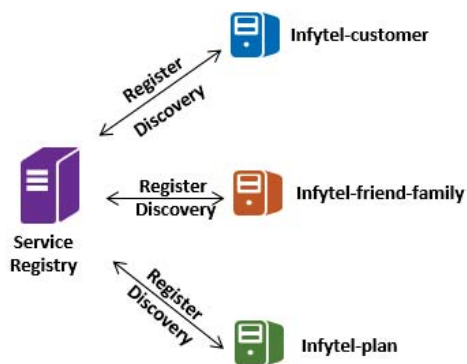 Infytel-customer
Register
Discovery
Register
Discovery
Infytel-friend-family
Service
Registry
Register
Discovery
Infytel-plan